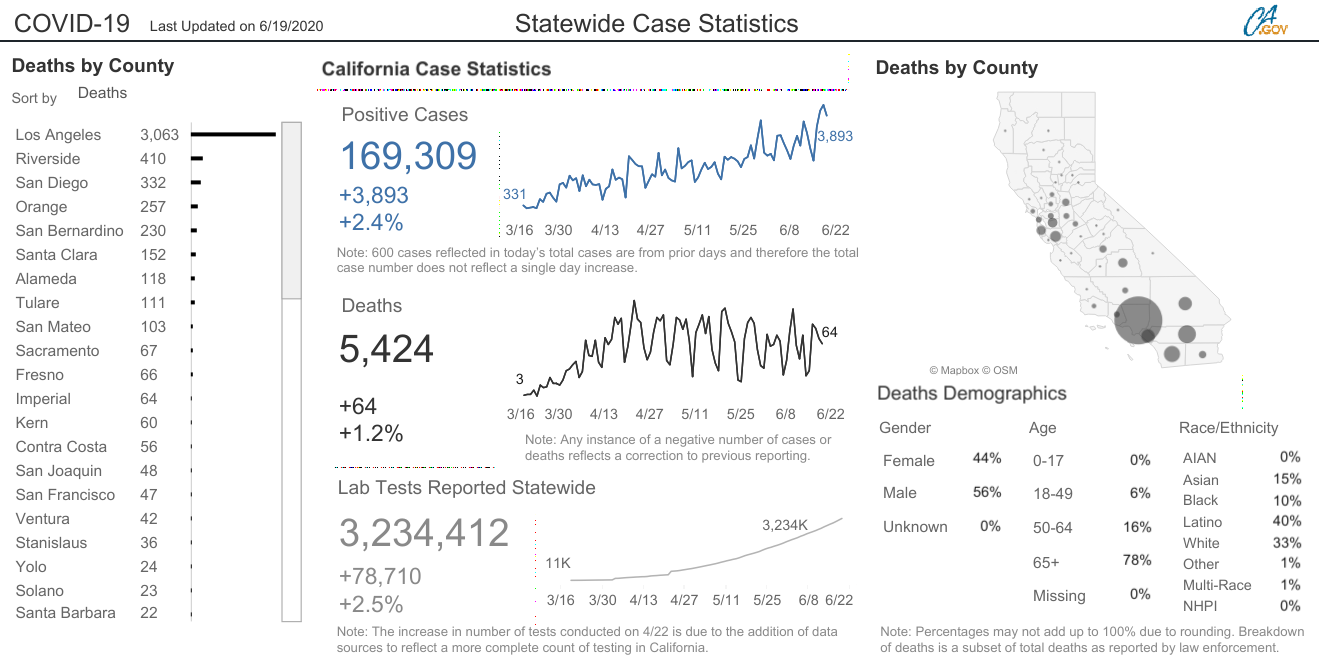 COVID-19 Last Updated on 6/19/2020
Statewide Case Statistics
CA
.GOV
Deaths by County
Sort by Deaths
Los Angeles 3,063
Riverside 410
San Diego 332
Orange 257
San Bernardino 230
Santa Clara 152
Alameda 118
Tulare 111
San Mateo 103
Sacramento 67
Fresno 66
Imperial 64
Kern 60
Contra Costa 56
San Joaquin 48
San Francisco 47
Ventura 42
Stanislaus 36
Yolo 24
Solano 23
Santa Barbara 22
California Case Statistics
Positive Cases
169,309
+3,893
+2.4%
331
3,893
3/16 3/30 4/13 4/27 5/11 5/25 6/8 6/22
Note: 600 cases reflected in today's total cases are from prior days and therefore the total
case number does not reflect a single day increase.
Deaths
5,424
+64
+1.2%
3
64
3/16 3/30 4/13 4/27 5/11 5/25 6/8 6/22
Note: Any instance of a negative number of cases or
deaths reflects a correction to previous reporting.
Lab Tests Reported Statewide
3,234,412
+78,710
+2.5%
11K
3,234K
3/16 3/30 4/13 4/27 5/11 5/25 6/8 6/22
Note: The increase in number of tests conducted on 4/22 is due to the addition of data
sources to reflect a more complete count of testing in California.
Deaths by County
© Mapbox © OSM
Deaths Demographics
Gender
Female 44%
Male 56%
Unknown 0%
Age
0-17 0%
18-49 6%
50-64 16%
65+ 78%
Missing 0%
Race/Ethnicity
AIAN 0%
Asian 15%
Black 10%
Latino 40%
White 33%
Other 1%
Multi-Race 1%
NHPI 0%
Note: Percentages may not add up to 100% due to rounding. Breakdown
of deaths is a subset of total deaths as reported by law enforcement.